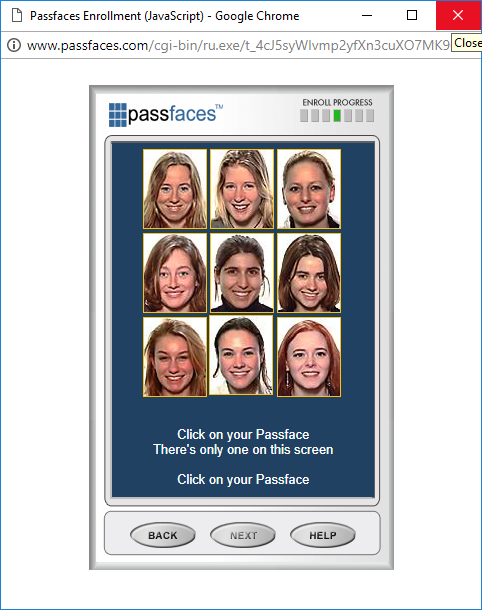 Passfaces Enrollment (JavaScript) - Google Chrome
www.passfaces.com/cgi-bin/ru.exe/t_4cJ5syWIvmp2yfXn3cuXO7MK9
Close
passfaces™
ENROLL PROGRESS
Click on your Passface
There's only one on this screen
Click on your Passface
BACK
NEXT
HELP